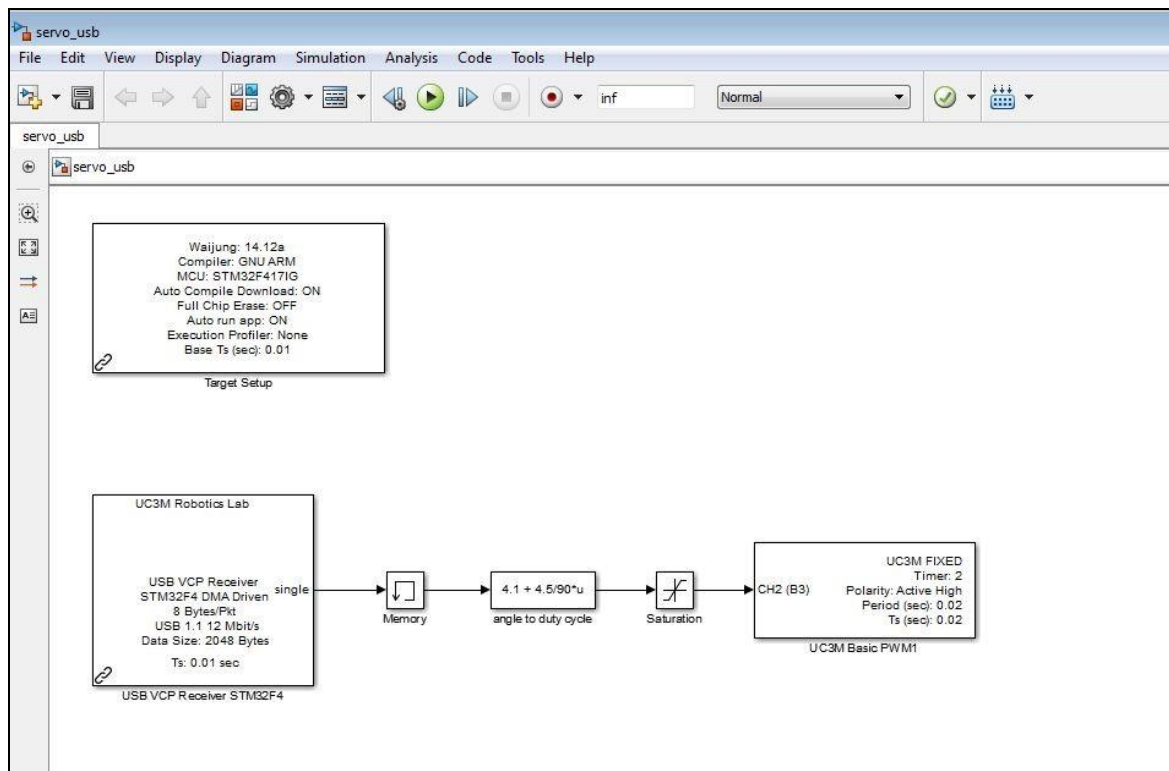 servo_usb
File Edit View Display Diagram Simulation Analysis Code Tools Help
inf Normal
servo_usb
servo_usb
Waijung: 14.12a
Compiler: GNU ARM
MCU: STM32F417IG
Auto Compile Download: ON
Full Chip Erase: OFF
Auto run app: ON
Execution Profiler: None
Base Ts (sec): 0.01
Target Setup
UC3M Robotics Lab
USB VCP Receiver
STM32F4 DMA Driven
8 Bytes/Pkt
USB 1.1 12 Mbit/s
Data Size: 2048 Bytes
Ts: 0.01 sec
single
USB VCP Receiver STM32F4
Memory
4.1 + 4.5/90*u
angle to duty cycle
Saturation
CH2 (B3)
UC3M FIXED
Timer: 2
Polarity: Active High
Period (sec): 0.02
Ts (sec): 0.02
UC3M Basic PWM1